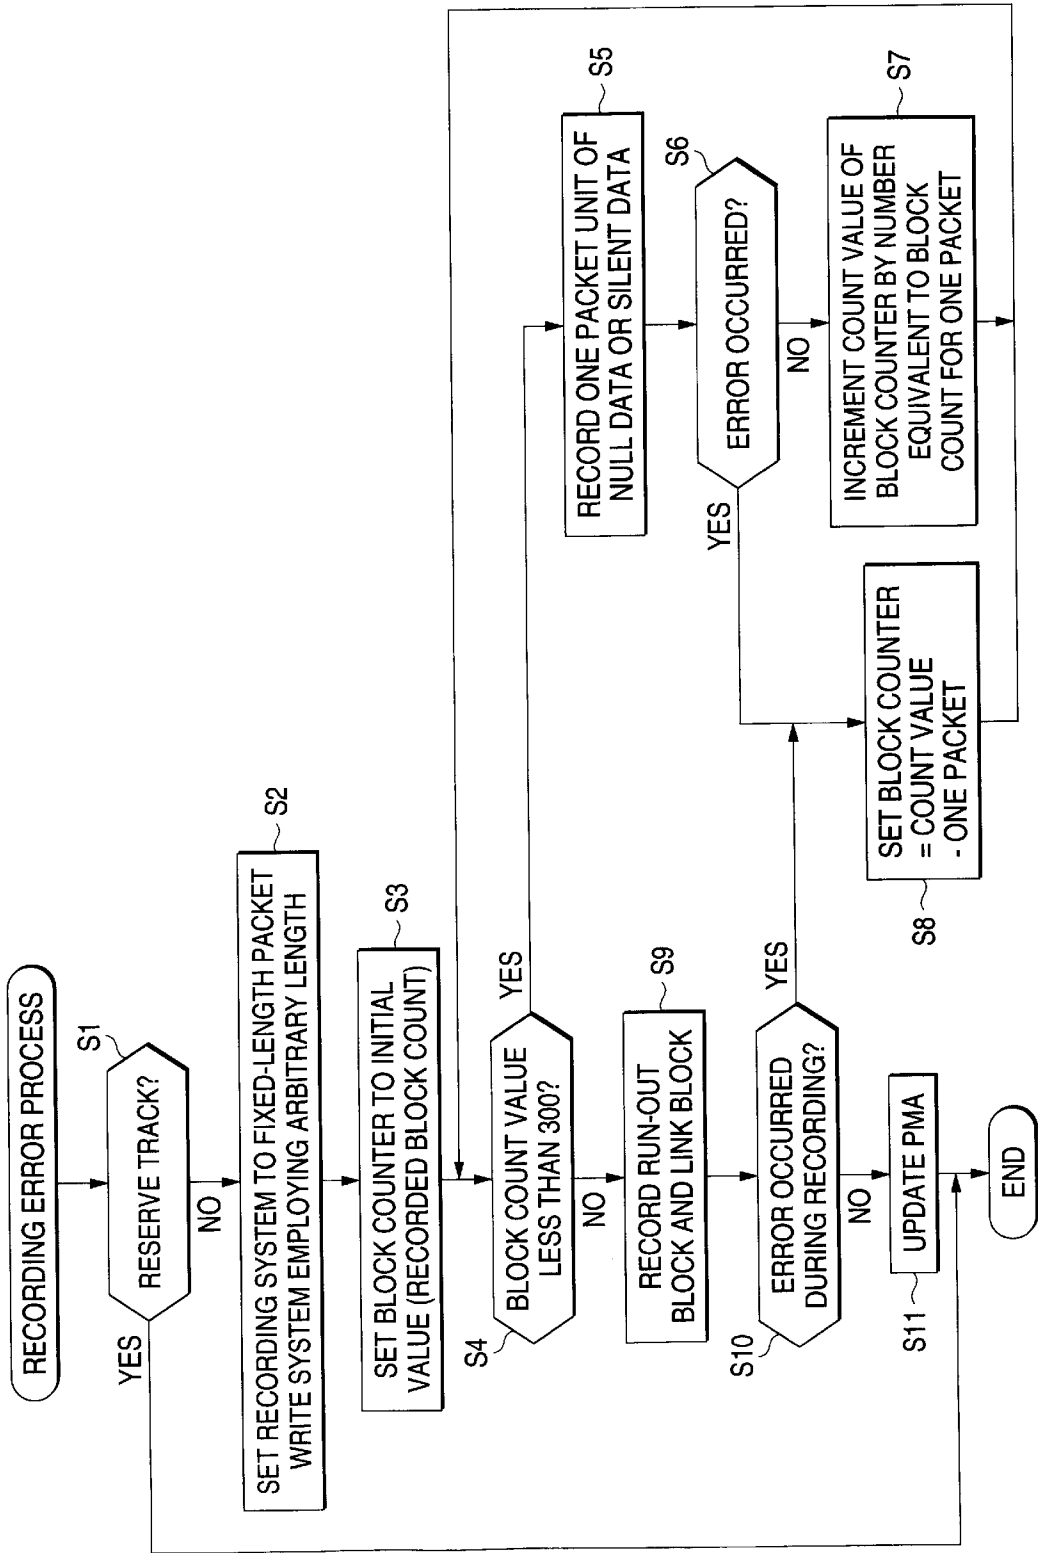 RECORDING ERROR PROCESS
S1
RESERVE TRACK?
YES
NO
S2
SET RECORDING SYSTEM TO FIXED-LENGTH PACKET
WRITE SYSTEM EMPLOYING ARBITRARY LENGTH
S3
SET BLOCK COUNTER TO INITIAL
VALUE (RECORDED BLOCK COUNT)
S4
BLOCK COUNT VALUE
LESS THAN 300?
YES
NO
S5
RECORD ONE PACKET UNIT OF
NULL DATA OR SILENT DATA
S6
ERROR OCCURRED?
YES
NO
S7
INCREMENT COUNT VALUE OF
BLOCK COUNTER BY NUMBER
EQUIVALENT TO BLOCK
COUNT FOR ONE PACKET
SET BLOCK COUNTER
= COUNT VALUE
- ONE PACKET
S8
S9
RECORD RUN-OUT
BLOCK AND LINK BLOCK
S10
ERROR OCCURRED
DURING RECORDING?
YES
NO
S11
UPDATE PMA
END